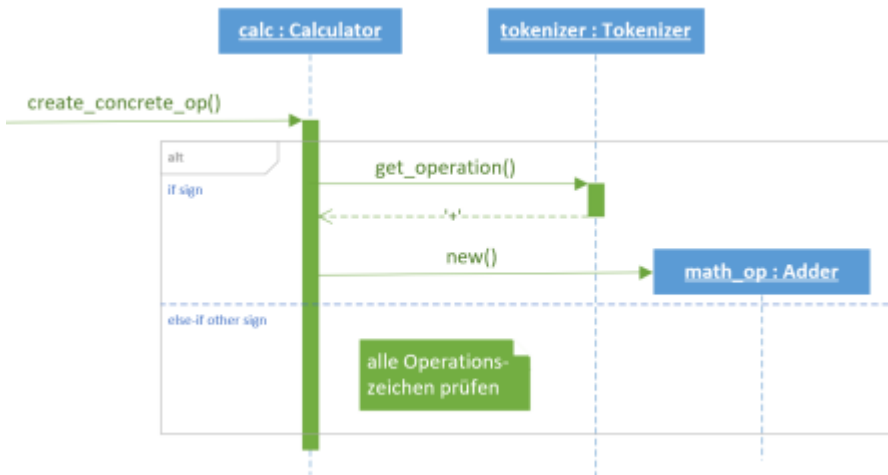 calc : Calculator
tokenizer : Tokenizer
create_concrete_op()
alt
get_operation()
if sign
'+'
new()
math_op : Adder
else-if other sign
alle Operations-
zeichen prüfen